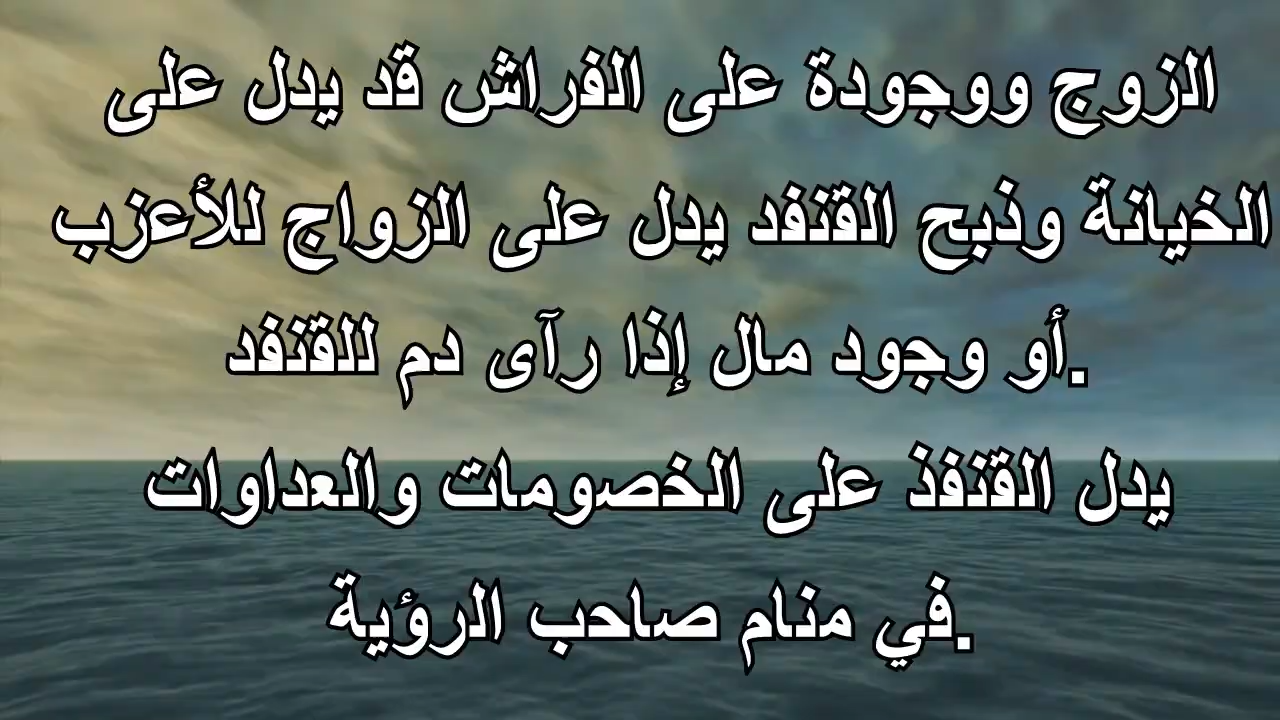 الزوج ووجودة على الفراش قد يدل على
الخيانة وذبح القنفد يدل على الزواج للأعزب
.أو وجود مال إذا رآى دم للقنفد
يدل القنفذ على الخصومات والعداوات
.في منام صاحب الرؤية